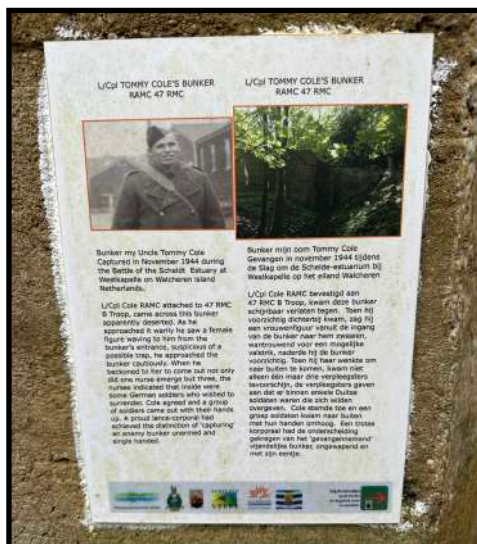 L/Cpl TOMMY COLE'S BUNKER
RAMC 47 RMC
Bunker my Uncle Tommy Cole
Captured in November 1944 during
the Battle of the Scheldt Estuary at
Westkapelle on Walcheren Island
Netherlands.
L/Cpl Cole RAMC attached to 47 RMC
B Troop, came across this bunker
apparently deserted. As he
approached it warily he saw a female
figure waving to him from the
bunker's entrance, suspicious of a
possible trap, he approached the
bunker cautiously. When he
beckoned to her to come out not only
did one nurse emerge but three, the
nurses indicated that inside were
some German soldiers who wished to
surrender. Cole agreed and a group
of soldiers came out with their hands
up. A proud lance-corporal had
achieved the distinction of 'capturing'
an enemy bunker unarmed and
single handed.
L/Cpl TOMMY COLE'S BUNKER
RAMC 47 RMC
Bunker mijn oom Tommy Cole
Gevangen in november 1944 tijdens
de Slag om de Schelde-estuarium bij
Westkapelle op het eiland Walcheren
L/Cpl Cole RAMC bevestigd aan
47 RMC B Troop, kwam deze bunker
schijnbaar verlaten tegen. Toen hij
voorzichtig dichterbij kwam, zag hij
een vrouwenfiguur vanuit de ingang
van de bunker naar hem zwaaien,
wantrouwend voor een mogelijke
valstrik, naderde hij de bunker
voorzichtig. Toen hij haar wenkte om
naar buiten te komen, kwam niet
alleen één maar drie verpleegsters
tevoorschijn, de verpleegsters gaven
aan dat er binnen enkele Duitse
soldaten waren die zich wilden
overgeven. Cole stemde toe en een
groep soldaten kwam naar buiten
met hun handen omhoog. Een trotse
korporaal had de onderscheiding
gekregen van het 'gevangennemend'
vijandelijke bunker, ongewapend en
met zijn eentje.